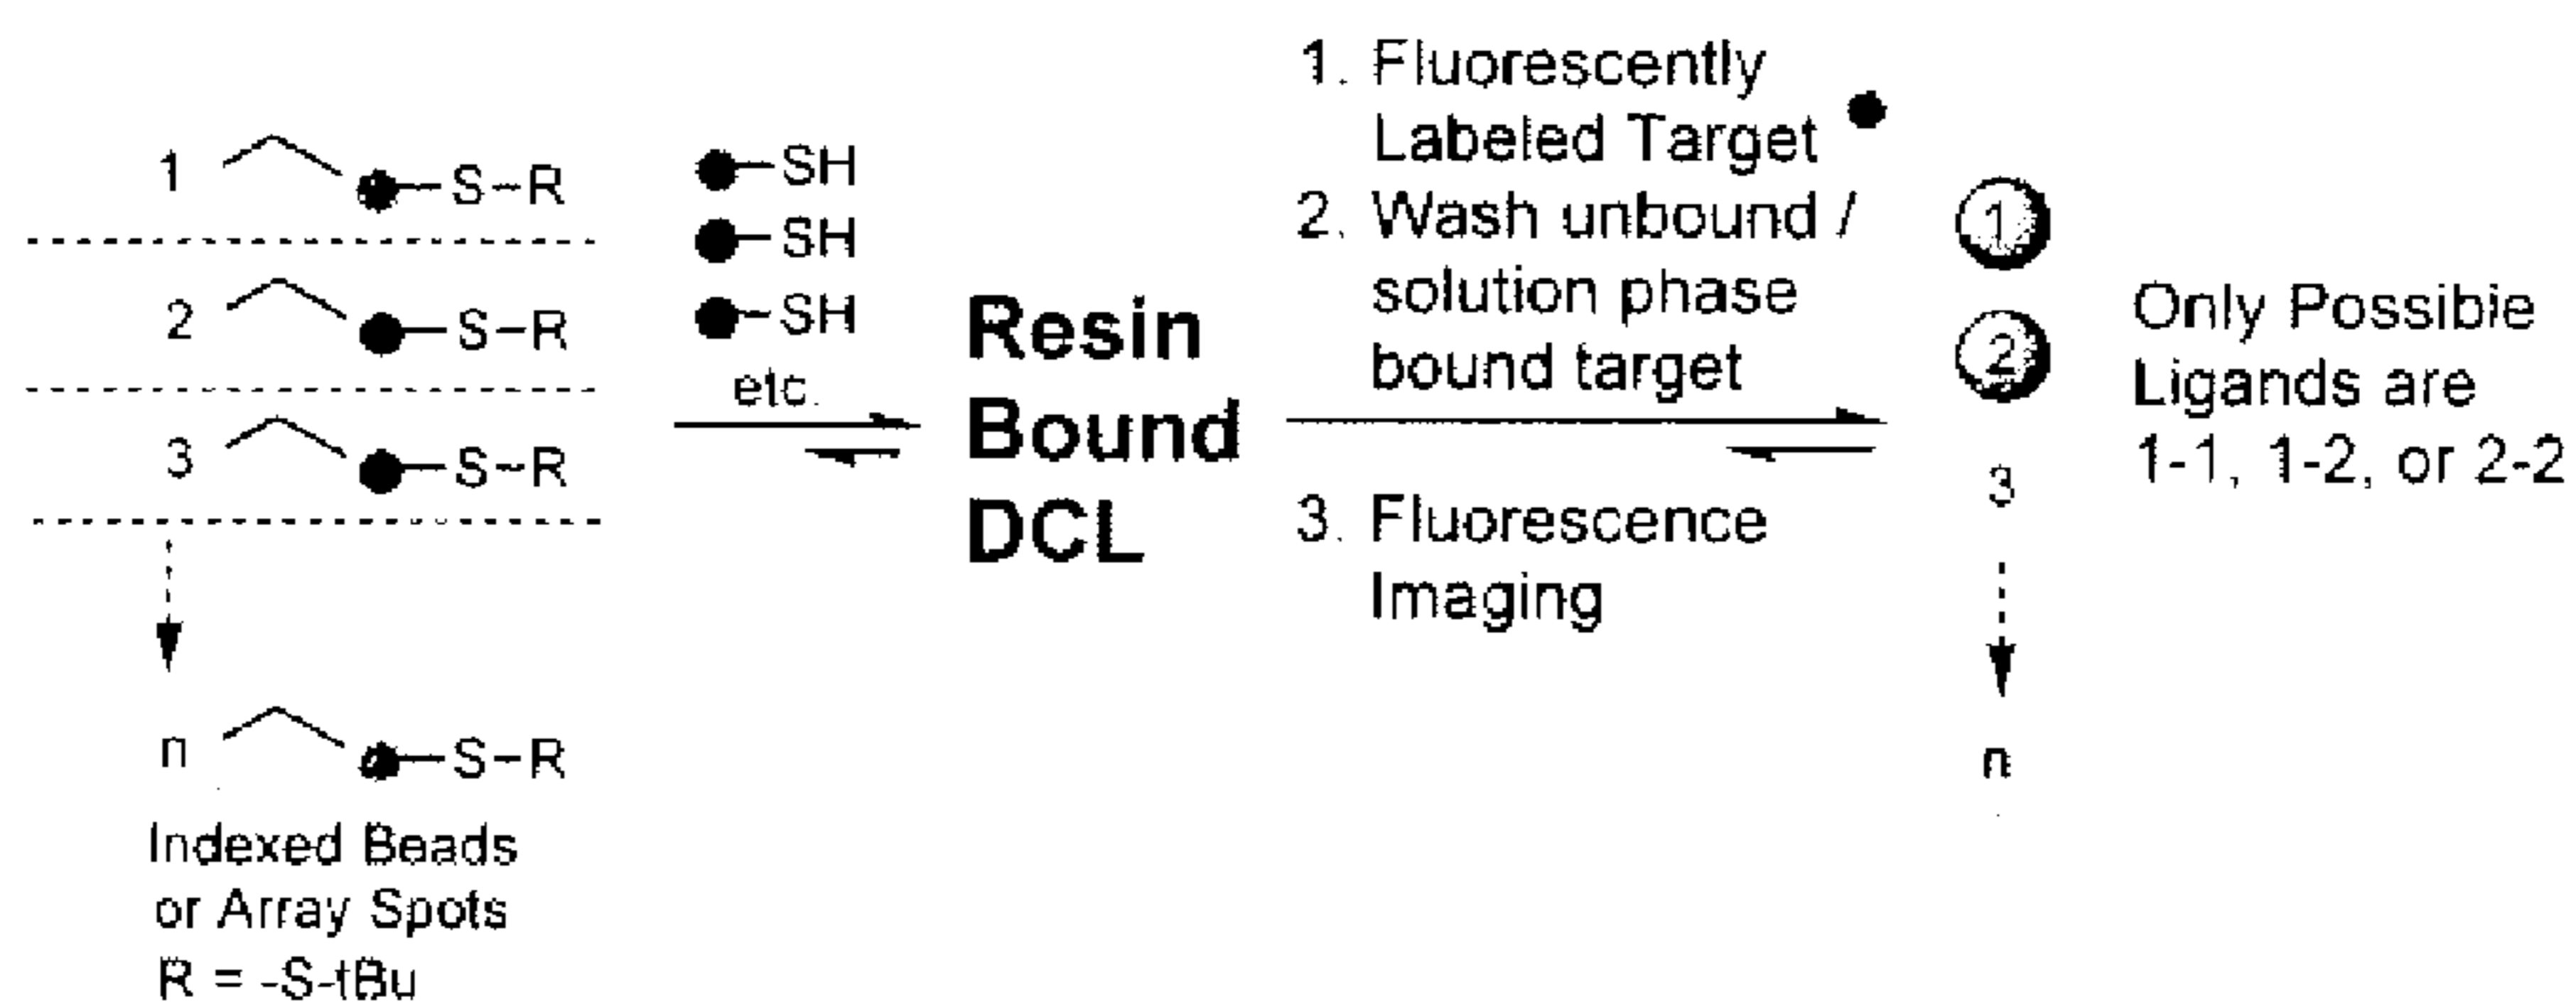 1 S-R
2 S-R
3 S-R
n S-R
Indexed Beads
or Array Spots
R = -S-tBu
SH
SH
SH
etc.
Resin
Bound
DCL
1. Fluorescently
Labeled Target
2. Wash unbound /
solution phase
bound target
3. Fluorescence
Imaging
1
2
3
n
Only Possible
Ligands are
1-1, 1-2, or 2-2